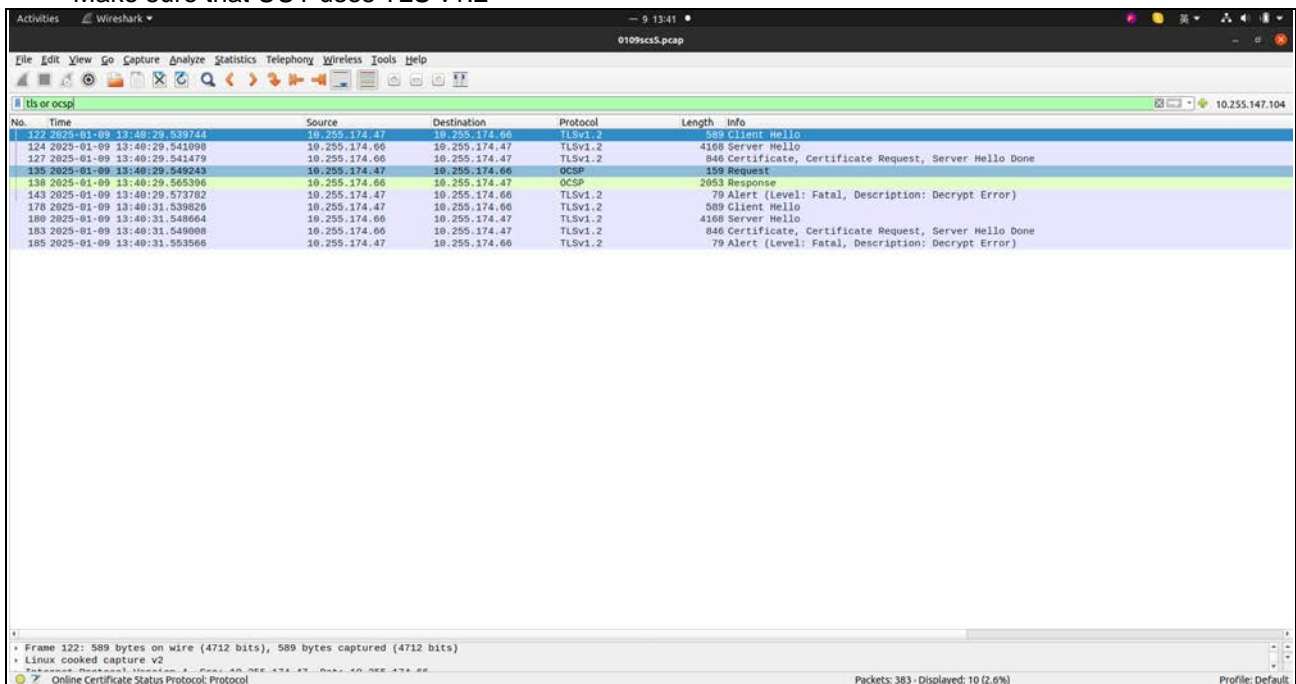 Make sure that UUT uses TLS v1.2
Activities Wireshark
— 9 13:41
英
0109scs5.pcap
File Edit View Go Capture Analyze Statistics Telephony Wireless Tools Help
tls or ocsp
10.255.147.104
No. Time Source Destination Protocol Length Info
122 2025-01-09 13:40:29.539744 10.255.174.47 10.255.174.66 TLSv1.2 589 Client Hello
124 2025-01-09 13:40:29.541098 10.255.174.66 10.255.174.47 TLSv1.2 4168 Server Hello
127 2025-01-09 13:40:29.541479 10.255.174.66 10.255.174.47 TLSv1.2 846 Certificate, Certificate Request, Server Hello Done
135 2025-01-09 13:40:29.549243 10.255.174.47 10.255.174.66 OCSP 159 Request
138 2025-01-09 13:40:29.565396 10.255.174.66 10.255.174.47 OCSP 2053 Response
143 2025-01-09 13:40:29.573782 10.255.174.47 10.255.174.66 TLSv1.2 79 Alert (Level: Fatal, Description: Decrypt Error)
178 2025-01-09 13:40:31.539826 10.255.174.47 10.255.174.66 TLSv1.2 589 Client Hello
180 2025-01-09 13:40:31.548664 10.255.174.66 10.255.174.47 TLSv1.2 4168 Server Hello
183 2025-01-09 13:40:31.549008 10.255.174.66 10.255.174.47 TLSv1.2 846 Certificate, Certificate Request, Server Hello Done
185 2025-01-09 13:40:31.553566 10.255.174.47 10.255.174.66 TLSv1.2 79 Alert (Level: Fatal, Description: Decrypt Error)
Frame 122: 589 bytes on wire (4712 bits), 589 bytes captured (4712 bits)
Linux cooked capture v2
Online Certificate Status Protocol: Protocol
Packets: 383 · Displayed: 10 (2.6%)
Profile: Default